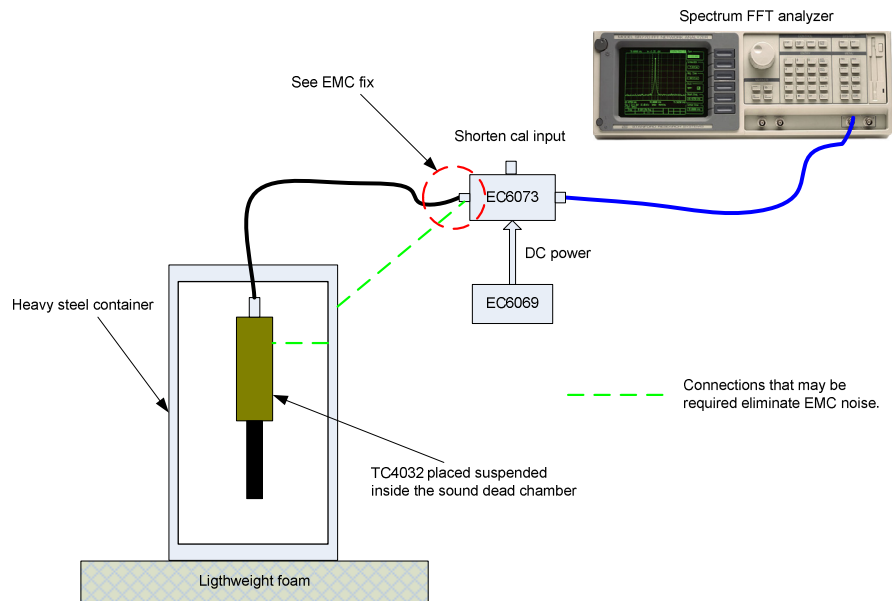 Spectrum FFT analyzer
See EMC fix
Shorten cal input
EC6073
DC power
EC6069
Heavy steel container
Connections that may be
required eliminate EMC noise.
TC4032 placed suspended
inside the sound dead chamber
Ligthweight foam